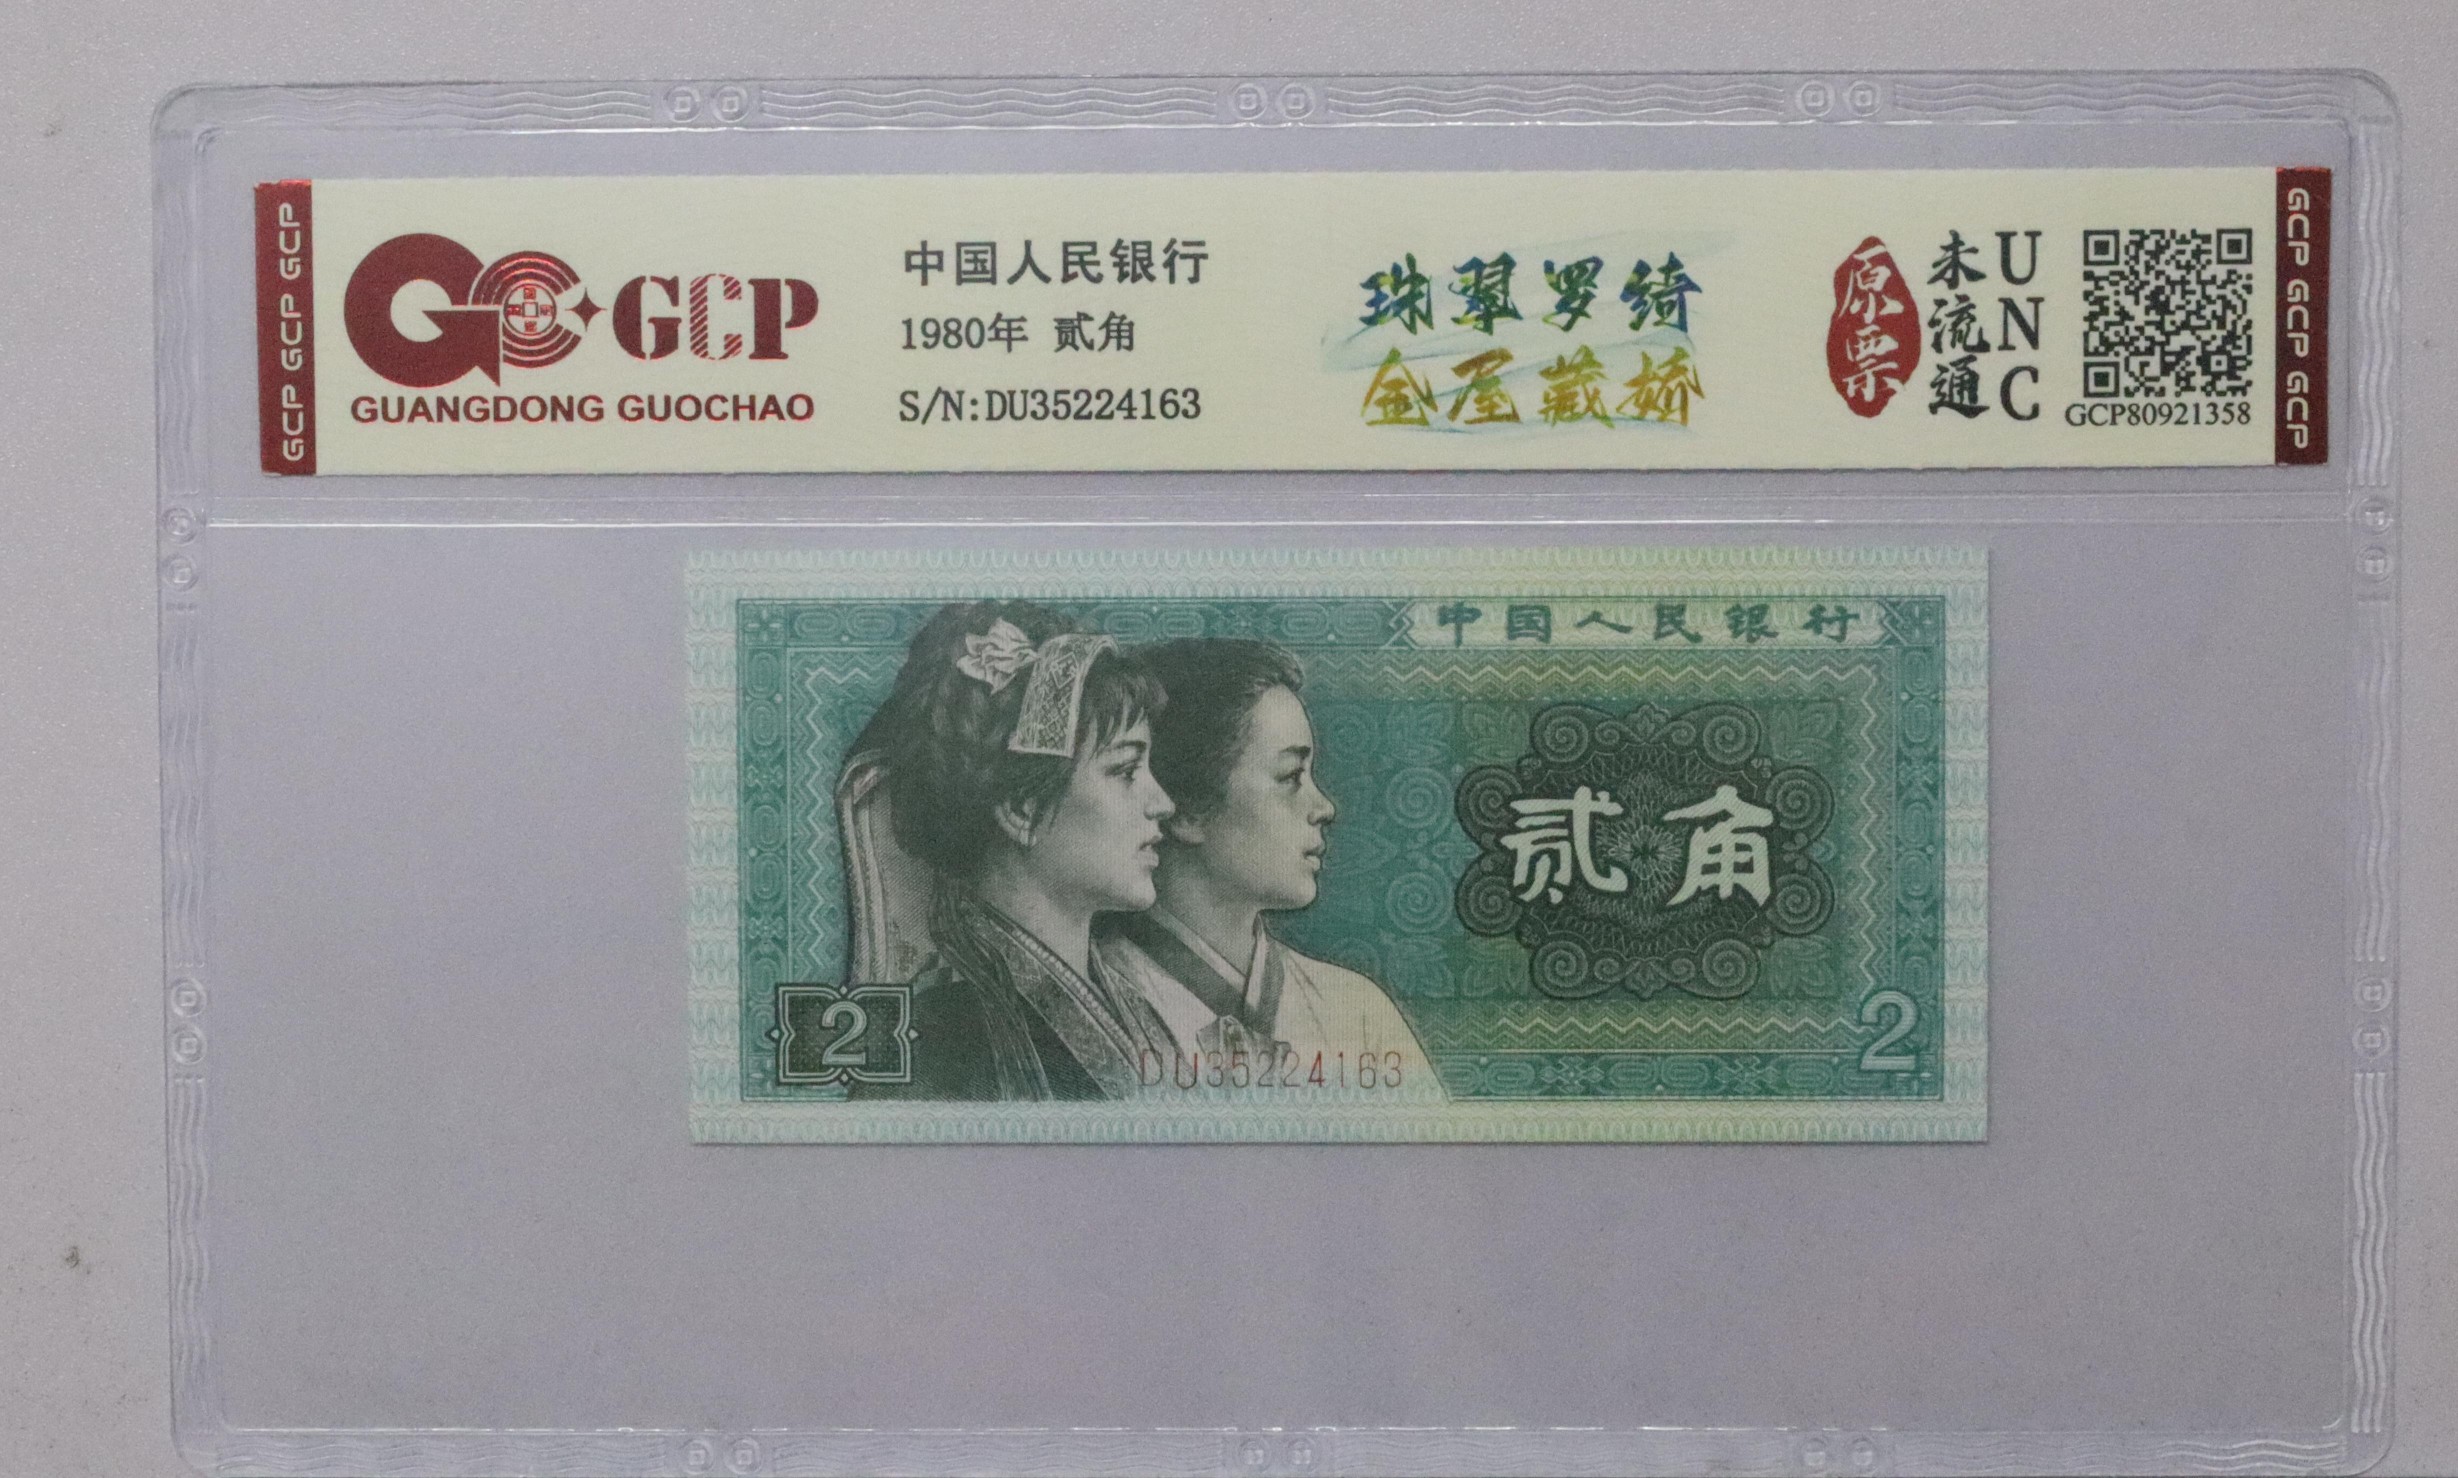 GCP GCP GCP
GCP
GUANGDONG GUOCHAO
中国人民银行
1980年 贰角
S/N:DU35224163
珠翠罗绮
金屋藏娇
原票
未流通
UNC
GCP80921358
GCP GCP GCP
中国人民银行
贰角
2
DU35224163
2